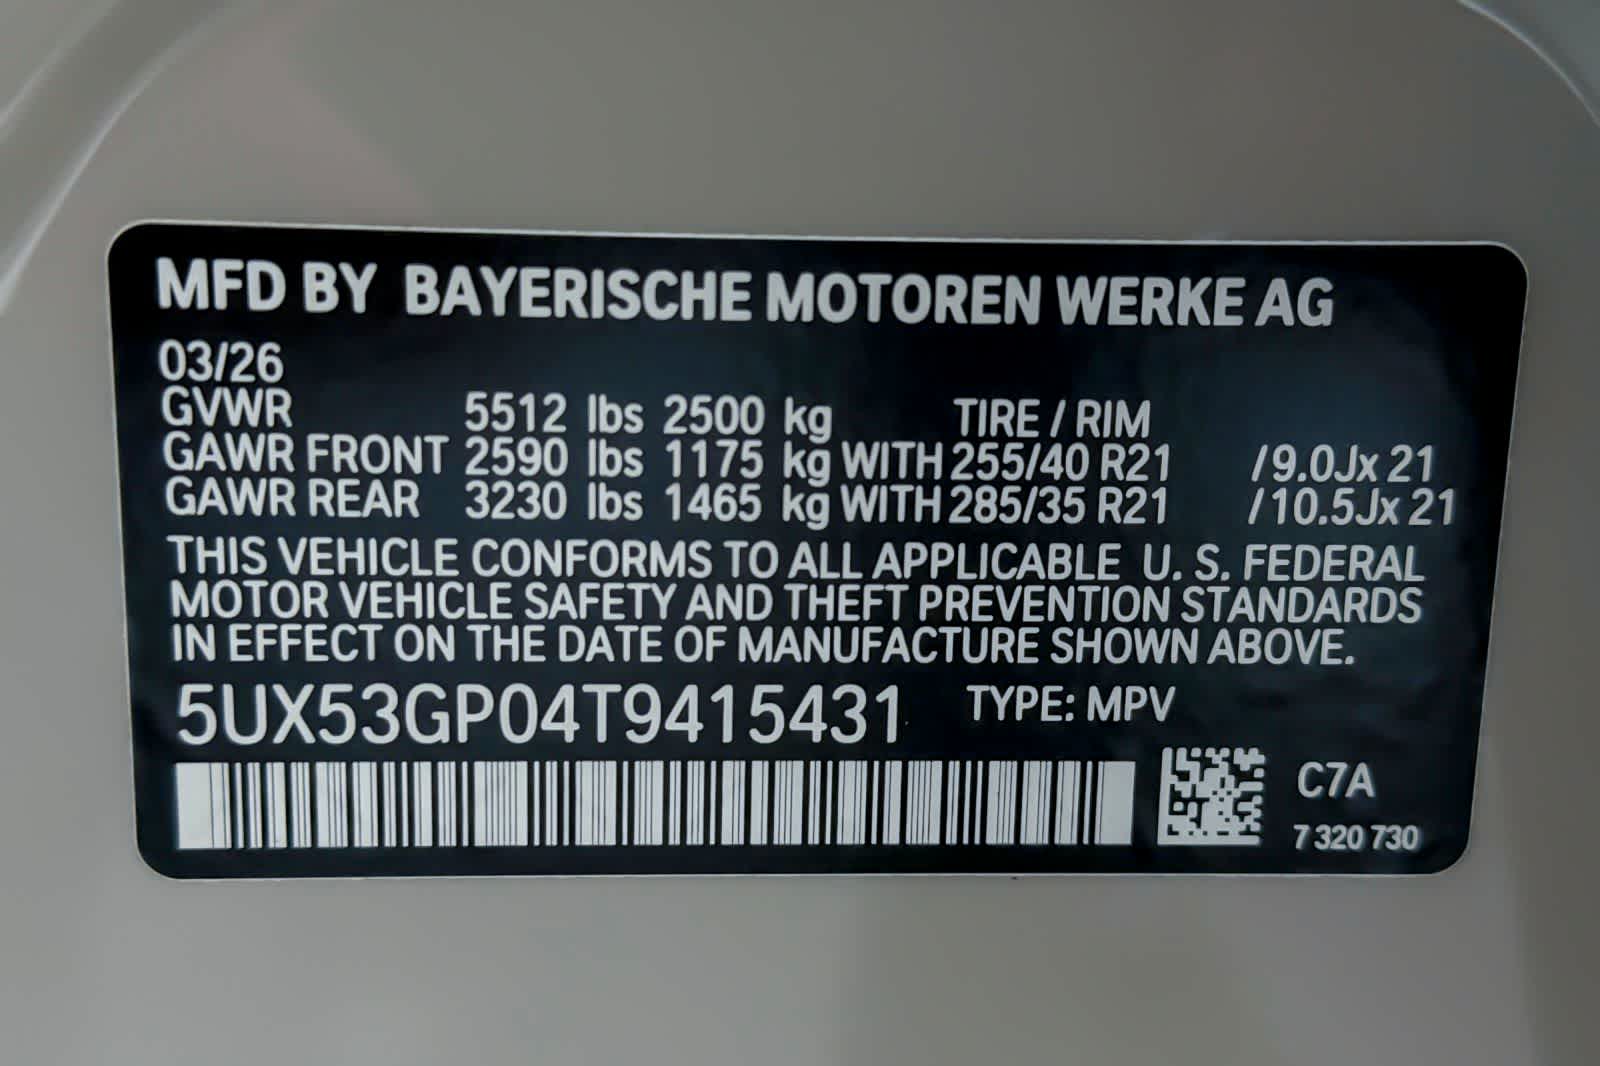 MFD BY BAYERISCHE MOTOREN WERKE AG
03/26
GVWR 5512 lbs 2500 kg TIRE / RIM
GAWR FRONT 2590 lbs 1175 kg WITH 255/40 R21 /9.0Jx 21
GAWR REAR 3230 lbs 1465 kg WITH 285/35 R21 /10.5Jx 21
THIS VEHICLE CONFORMS TO ALL APPLICABLE U. S. FEDERAL
MOTOR VEHICLE SAFETY AND THEFT PREVENTION STANDARDS
IN EFFECT ON THE DATE OF MANUFACTURE SHOWN ABOVE.
5UX53GP04T9415431 TYPE: MPV
C7A
7 320 730